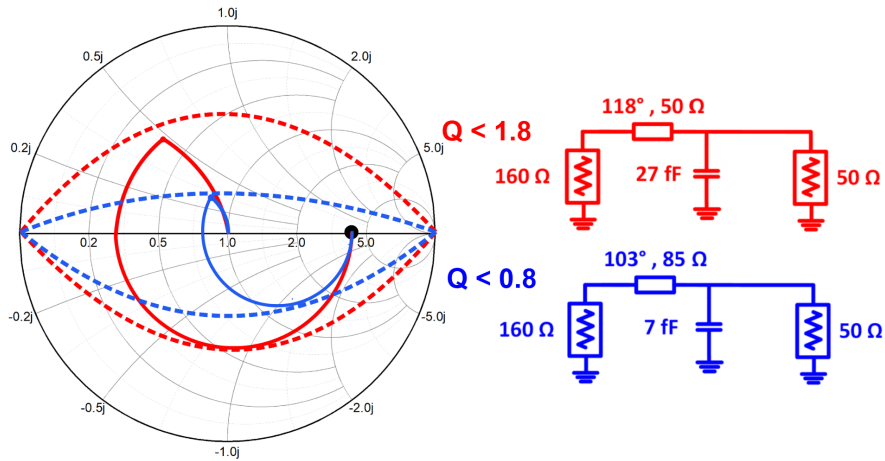 1.0j
0.5j
2.0j
0.2j
5.0j
0.2
0.5
1.0
2.0
5.0
-0.2j
-5.0j
-0.5j
-2.0j
-1.0j
Q < 1.8
Q < 0.8
118° , 50 Ω
160 Ω
27 fF
50 Ω
103° , 85 Ω
160 Ω
7 fF
50 Ω